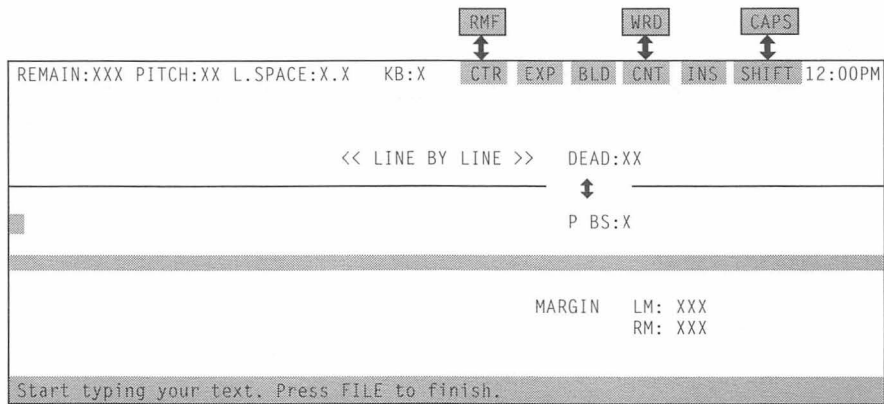 RMF WRD CAPS
REMAIN:XXX PITCH:XX L.SPACE:X.X KB:X CTR EXP BLD CNT INS SHIFT 12:00PM
<< LINE BY LINE >> DEAD:XX
P BS:X
MARGIN LM: XXX
RM: XXX
Start typing your text. Press FILE to finish.